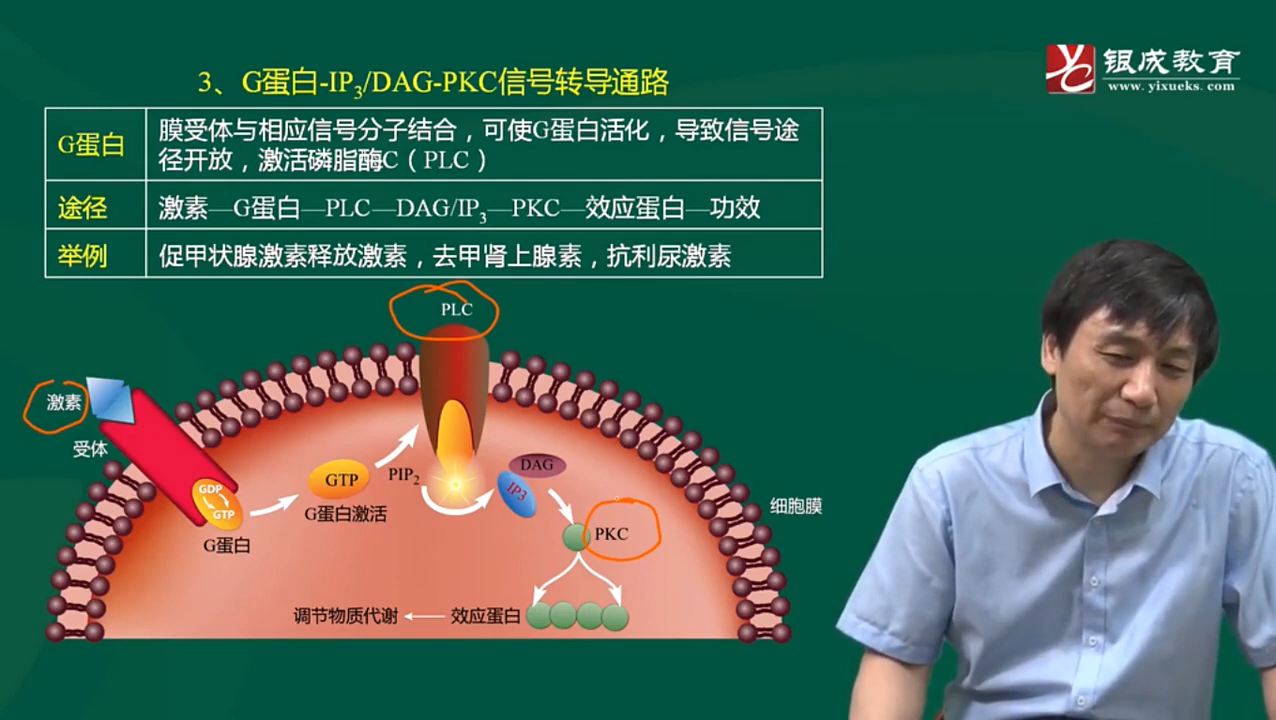 银成教育
www.yixueks.com
3、G蛋白-IP3/DAG-PKC信号转导通路
G蛋白
膜受体与相应信号分子结合，可使G蛋白活化，导致信号途
径开放，激活磷脂酶C（PLC）
途径
激素—G蛋白—PLC—DAG/IP3—PKC—效应蛋白—功效
举例
促甲状腺激素释放激素，去甲肾上腺素，抗利尿激素
PLC
激素
受体
GDP
GTP
G蛋白
GTP
G蛋白激活
PIP2
DAG
IP3
PKC
细胞膜
调节物质代谢
效应蛋白